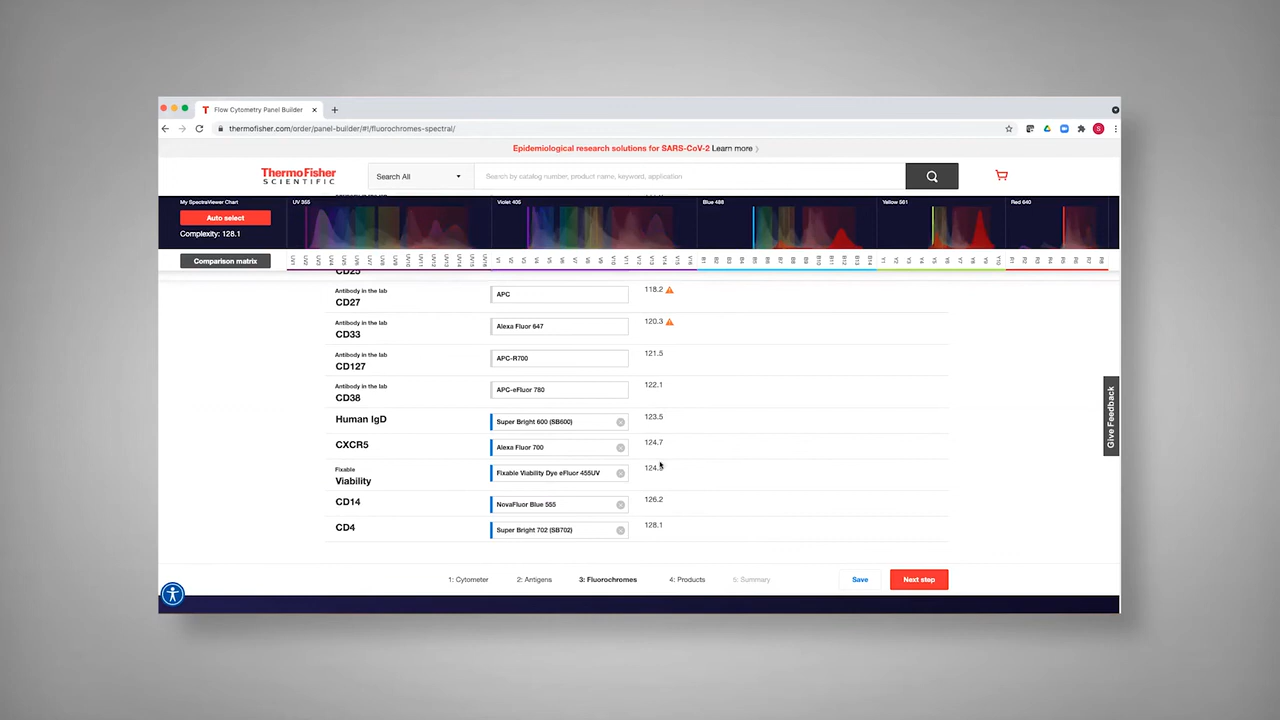 Flow Cytometry Panel Builder
thermofisher.com/order/panel-builder/#!/fluorochromes-spectral/
Epidemiological research solutions for SARS-CoV-2 Learn more
ThermoFisher
SCIENTIFIC
Search All
Search by catalog number, product name, keyword, application
My SpectraViewer Chart
Auto select
Complexity: 128.1
Comparison matrix
UV 355
Violet 405
Blue 488
Yellow 561
Red 640
CD25
Antibody in the lab
CD27
APC
118.2
Antibody in the lab
CD33
Alexa Fluor 647
120.3
Antibody in the lab
CD127
APC-R700
121.5
Antibody in the lab
CD38
APC-eFluor 780
122.1
Human IgD
Super Bright 600 (SB600)
123.5
CXCR5
Alexa Fluor 700
124.7
Fixable
Viability
Fixable Viability Dye eFluor 455UV
CD14
NovaFluor Blue 555
126.2
CD4
Super Bright 702 (SB702)
128.1
Give Feedback
1: Cytometer
2: Antigens
3: Fluorochromes
4: Products
5: Summary
Save
Next step